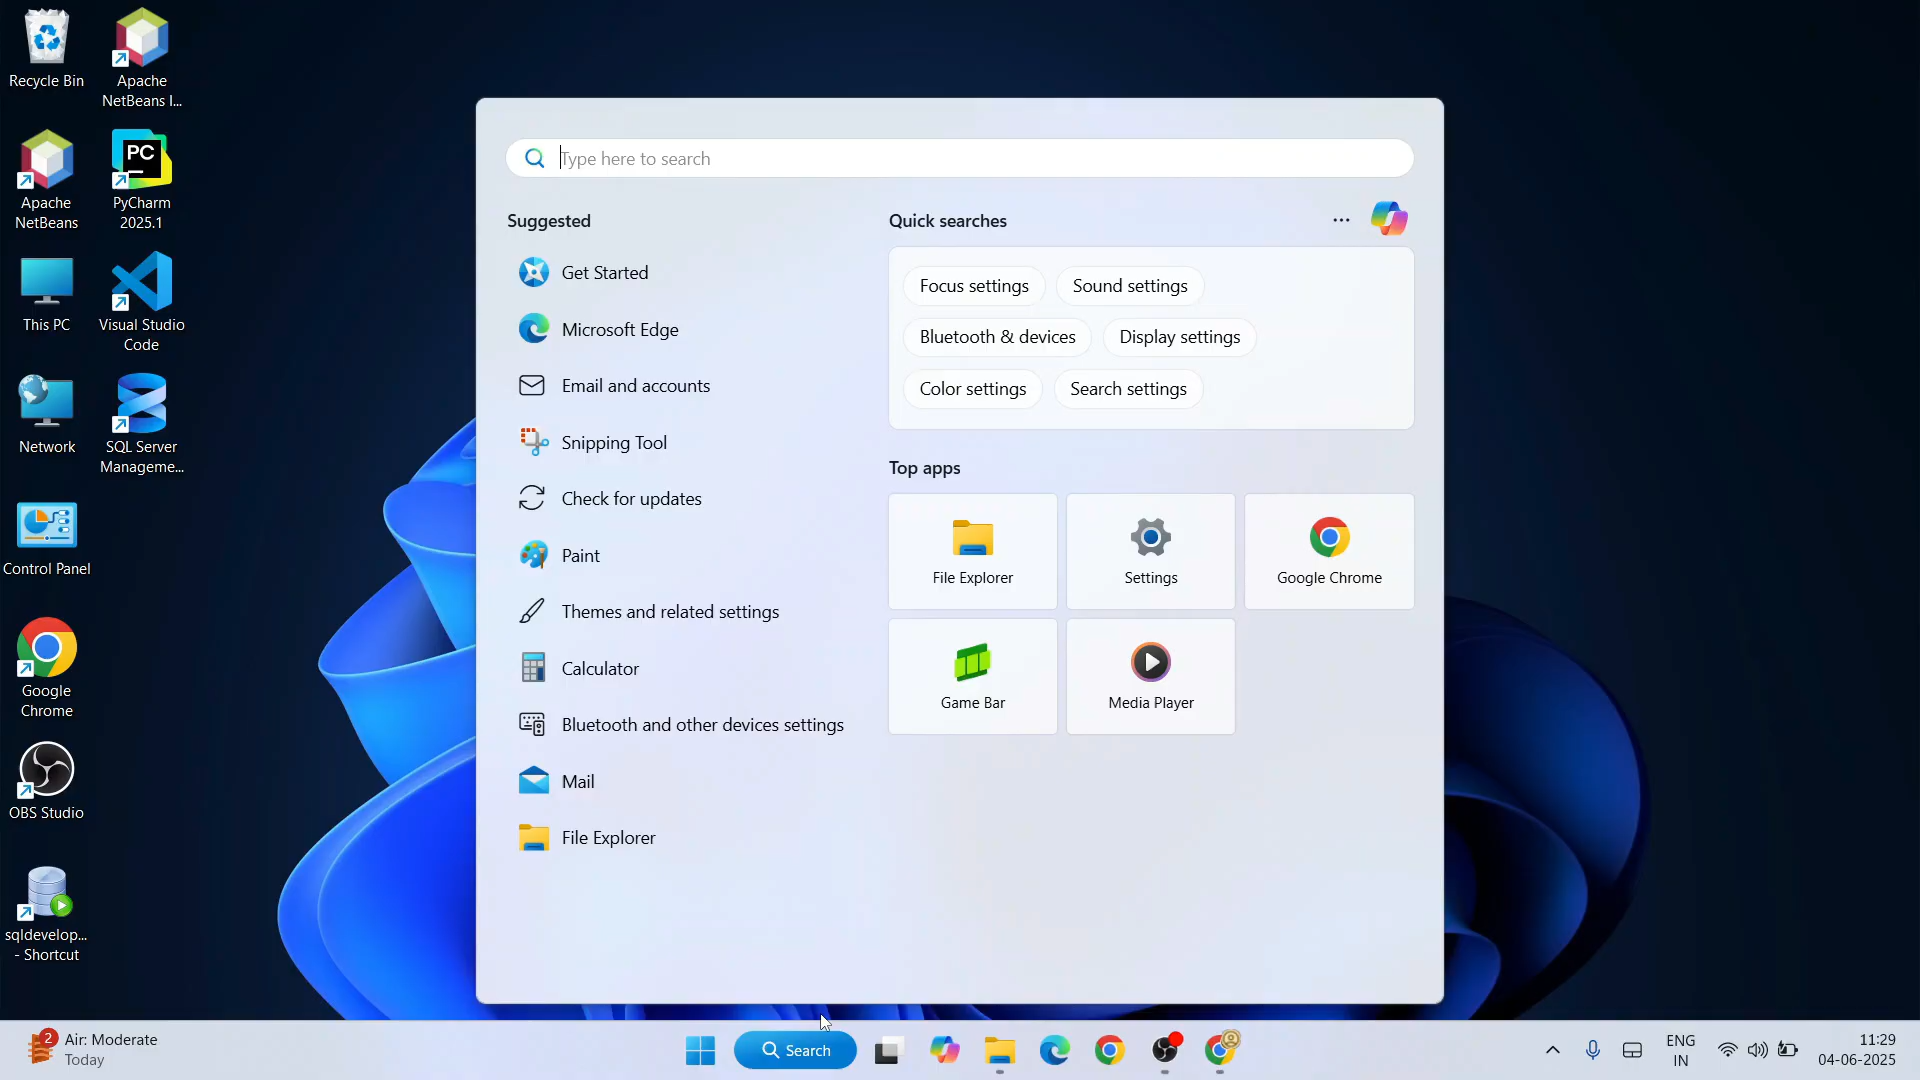 Recycle Bin
Apache
NetBeans I...
Apache
NetBeans
PC
PyCharm
2025.1
This PC
Visual Studio
Code
Network
SQL Server
Manageme...
Control Panel
Google
Chrome
OBS Studio
sqldevelop...
- Shortcut
Type here to search
Suggested
Get Started
Microsoft Edge
Email and accounts
Snipping Tool
Check for updates
Paint
Themes and related settings
Calculator
Bluetooth and other devices settings
Mail
File Explorer
Quick searches
Focus settings
Sound settings
Bluetooth & devices
Display settings
Color settings
Search settings
Top apps
File Explorer
Settings
Google Chrome
Game Bar
Media Player
2
Air: Moderate
Today
Search
ENG
IN
11:29
04-06-2025